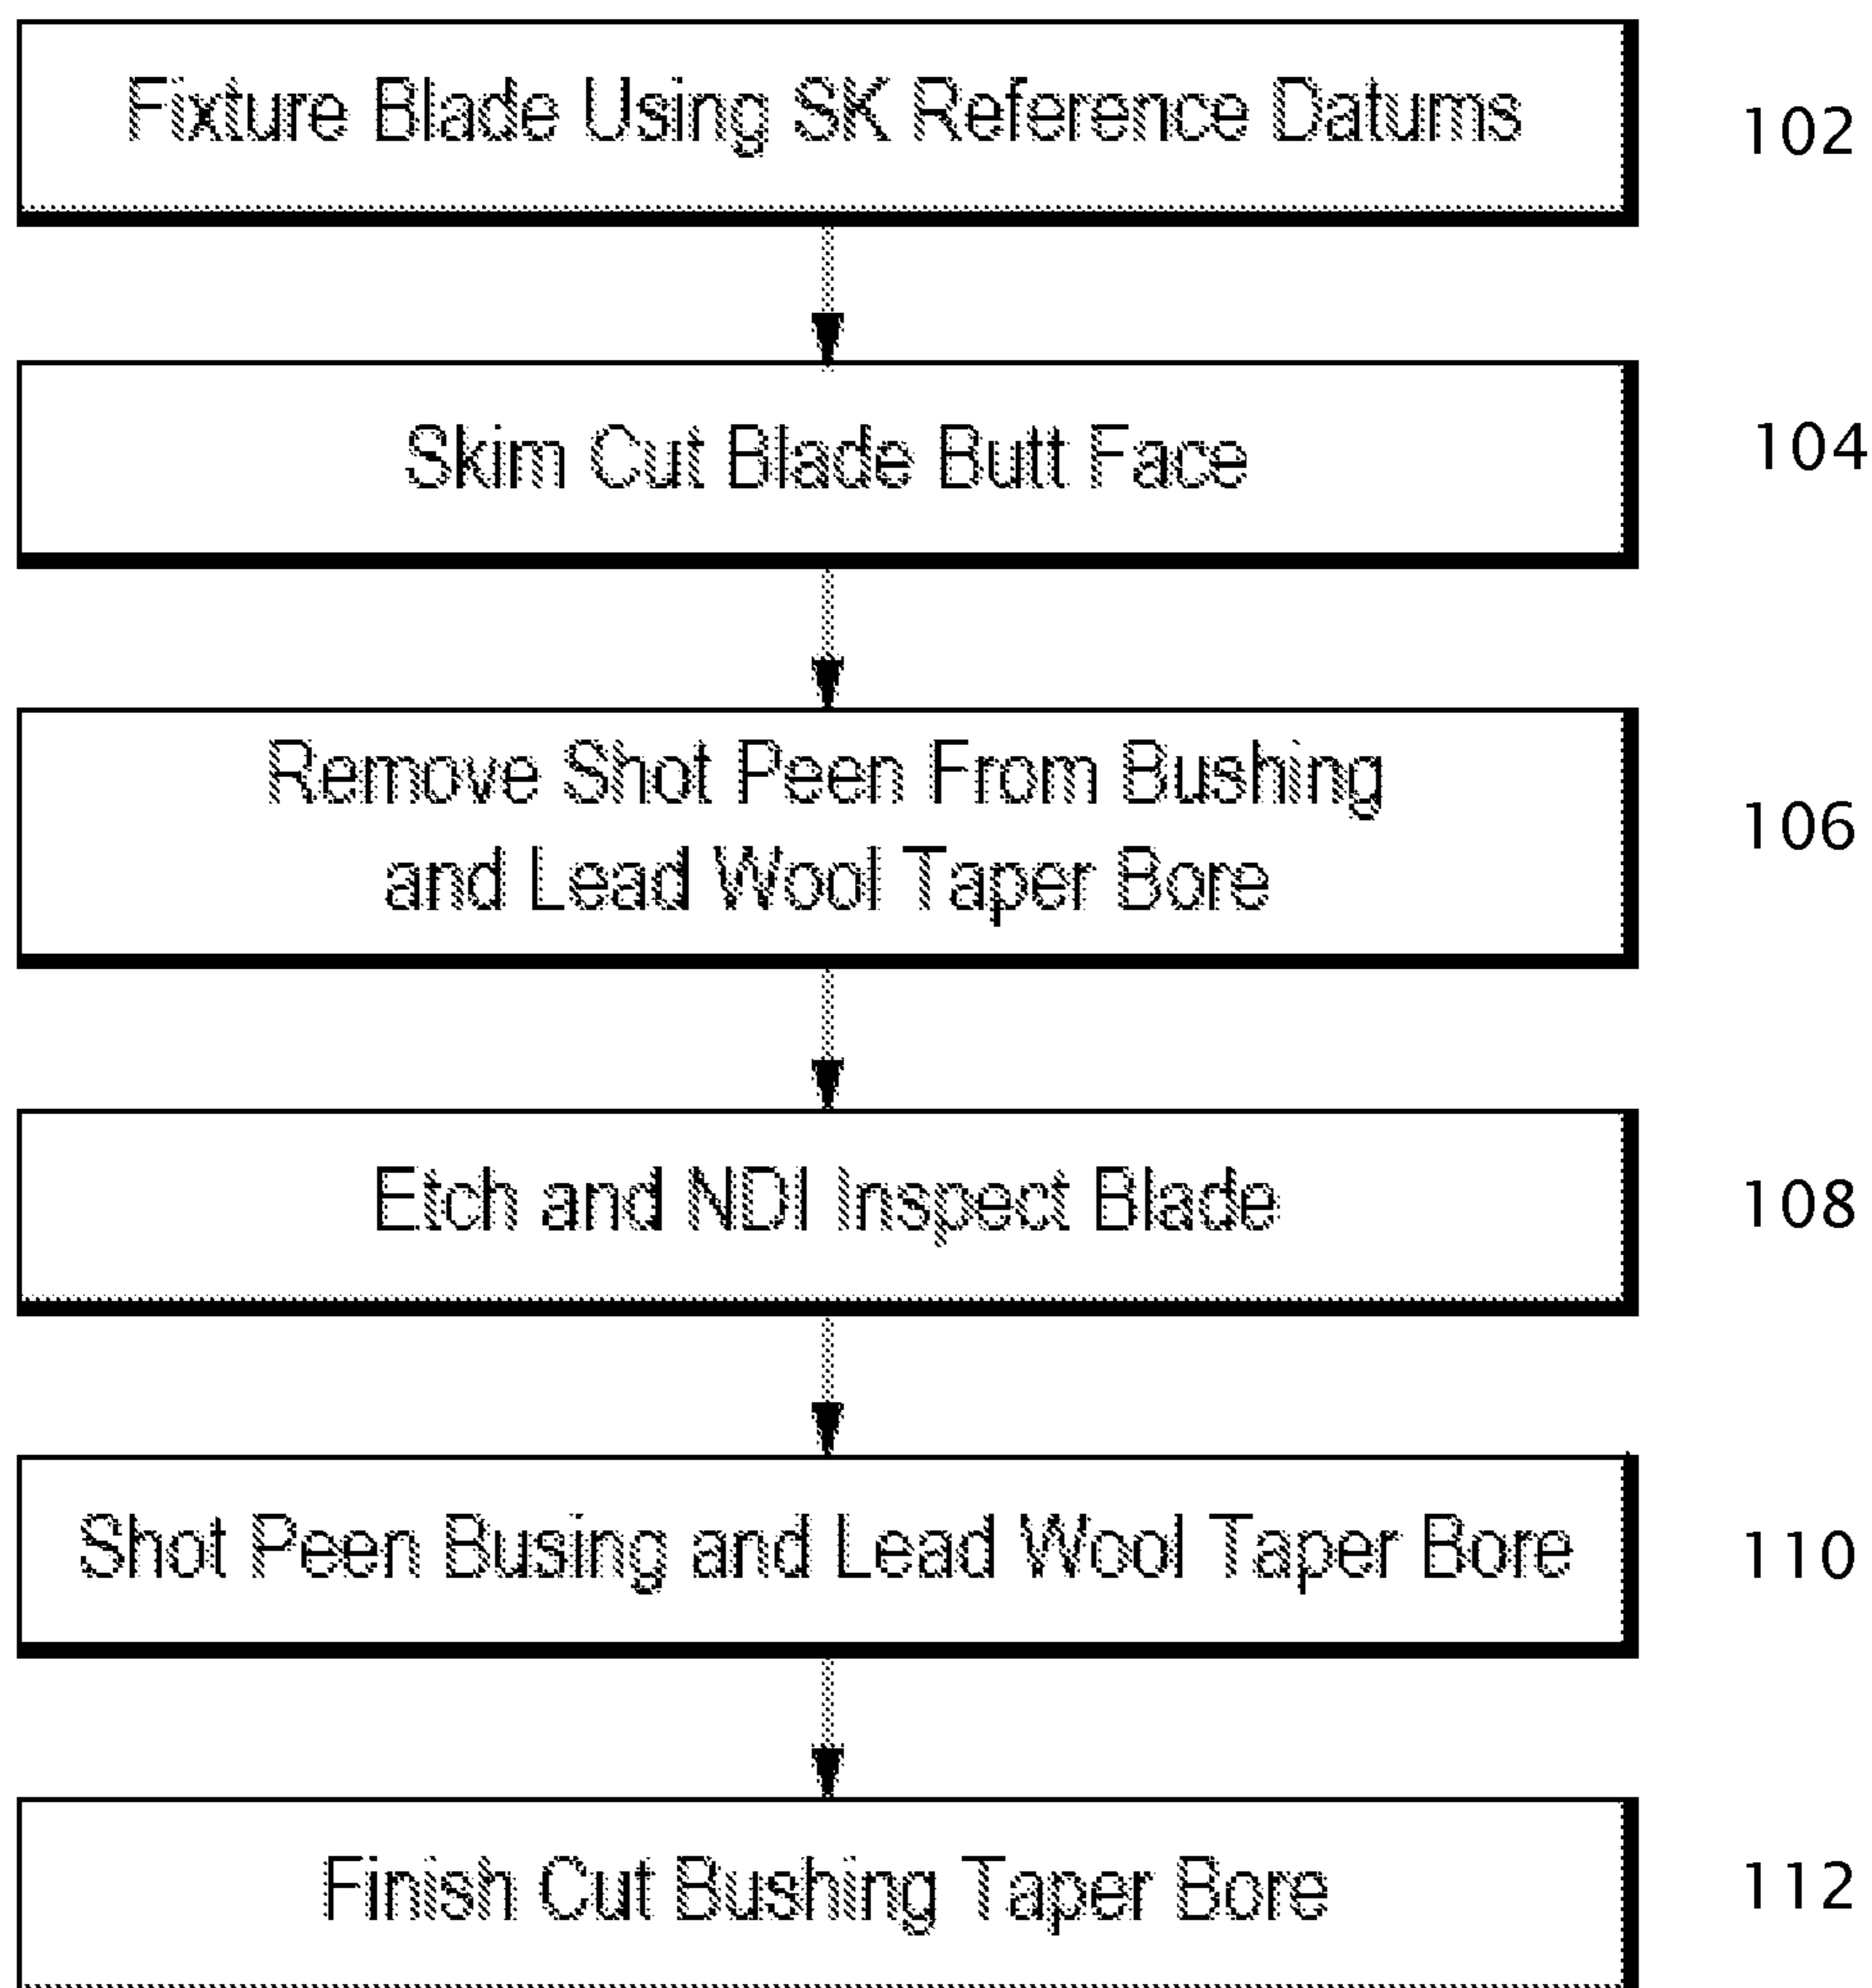 Fixture Blade Using SK Reference Datums
102
Skim Cut Blade Butt Face
104
Remove Shot Peen From Bushing
and Lead Wool Taper Bore
106
Etch and NDI Inspect Blade
108
Shot Peen Busing and Lead Wool Taper Bore
110
Finish Cut Bushing Taper Bore
112